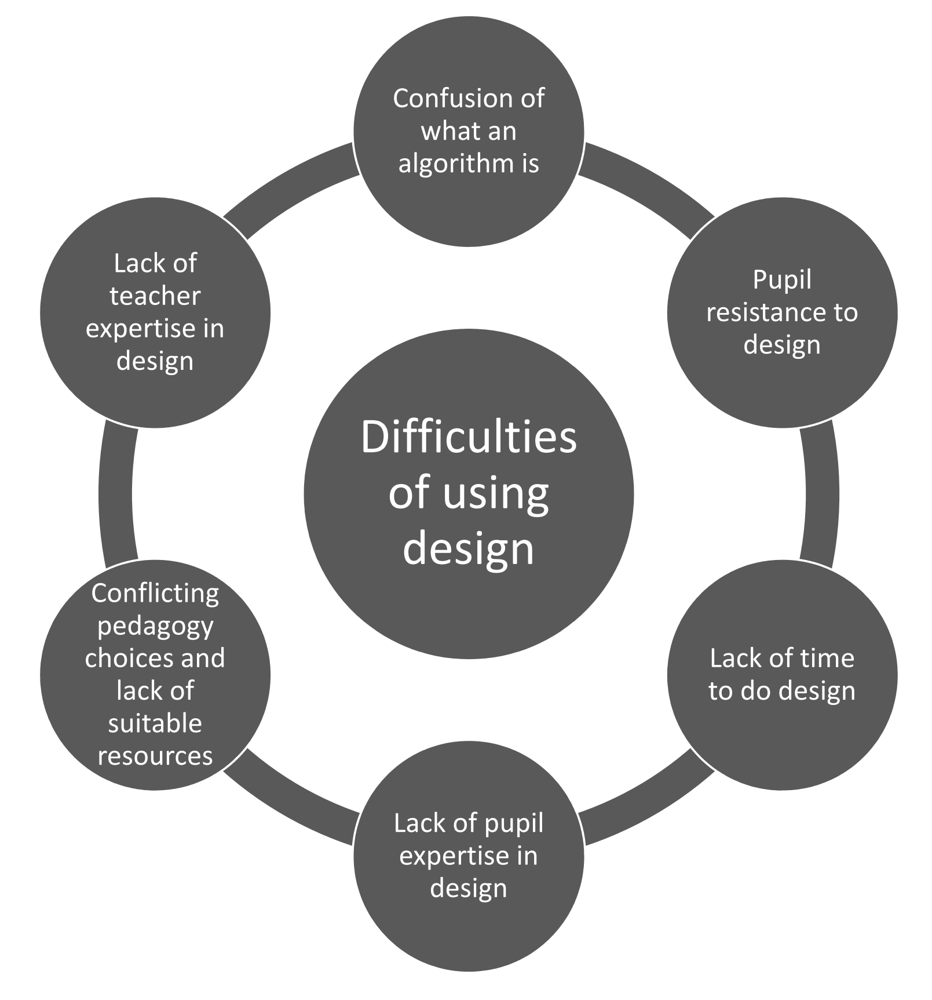 Confusion of
what an
algorithm is
Pupil
resistance to
design
Lack of time
to do design
Lack of pupil
expertise in
design
Conflicting
pedagogy
choices and
lack of
suitable
resources
Lack of
teacher
expertise in
design
Difficulties
of using
design